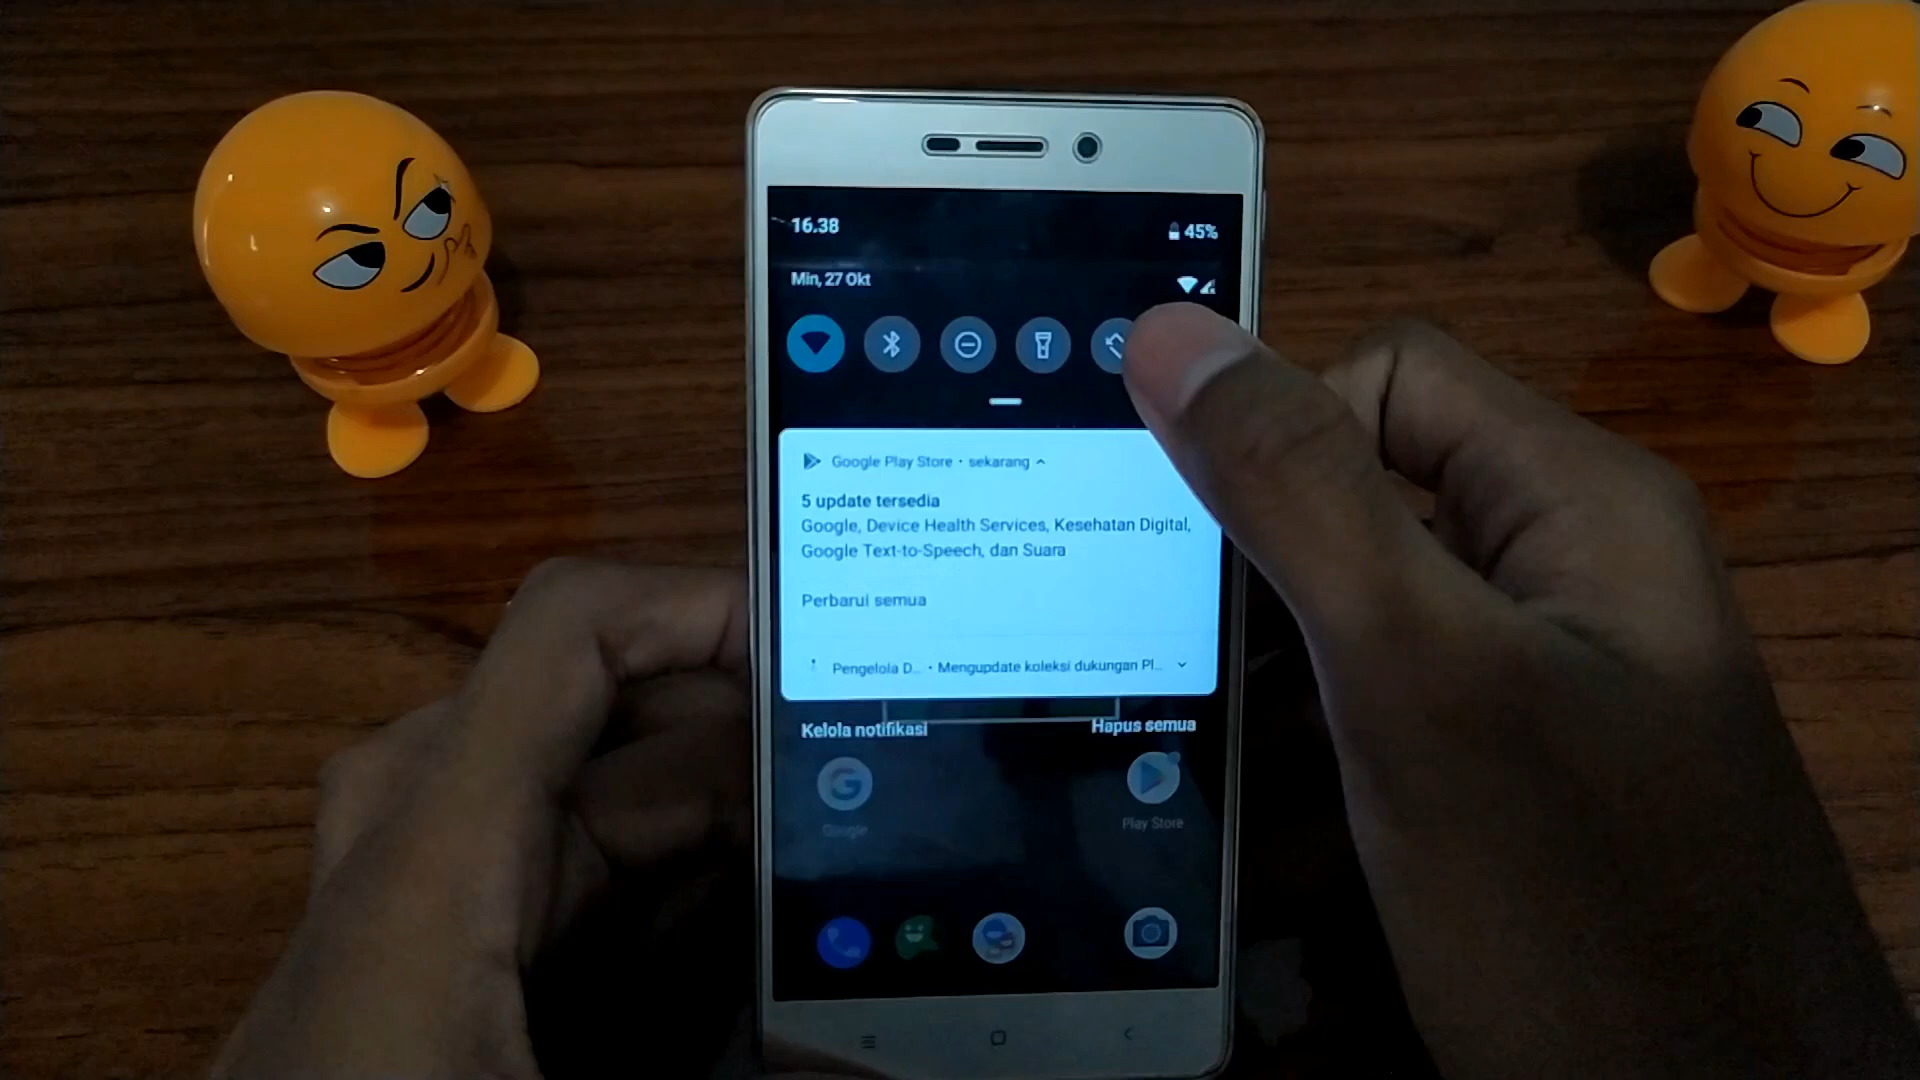 16.38
45%
Min, 27 Okt
Google Play Store • sekarang
5 update tersedia
Google, Device Health Services, Kesehatan Digital,
Google Text-to-Speech, dan Suara
Perbarui semua
Pengelola D... • Mengupdate koleksi dukungan Pl...
Kelola notifikasi
Hapus semua
Google
Play Store